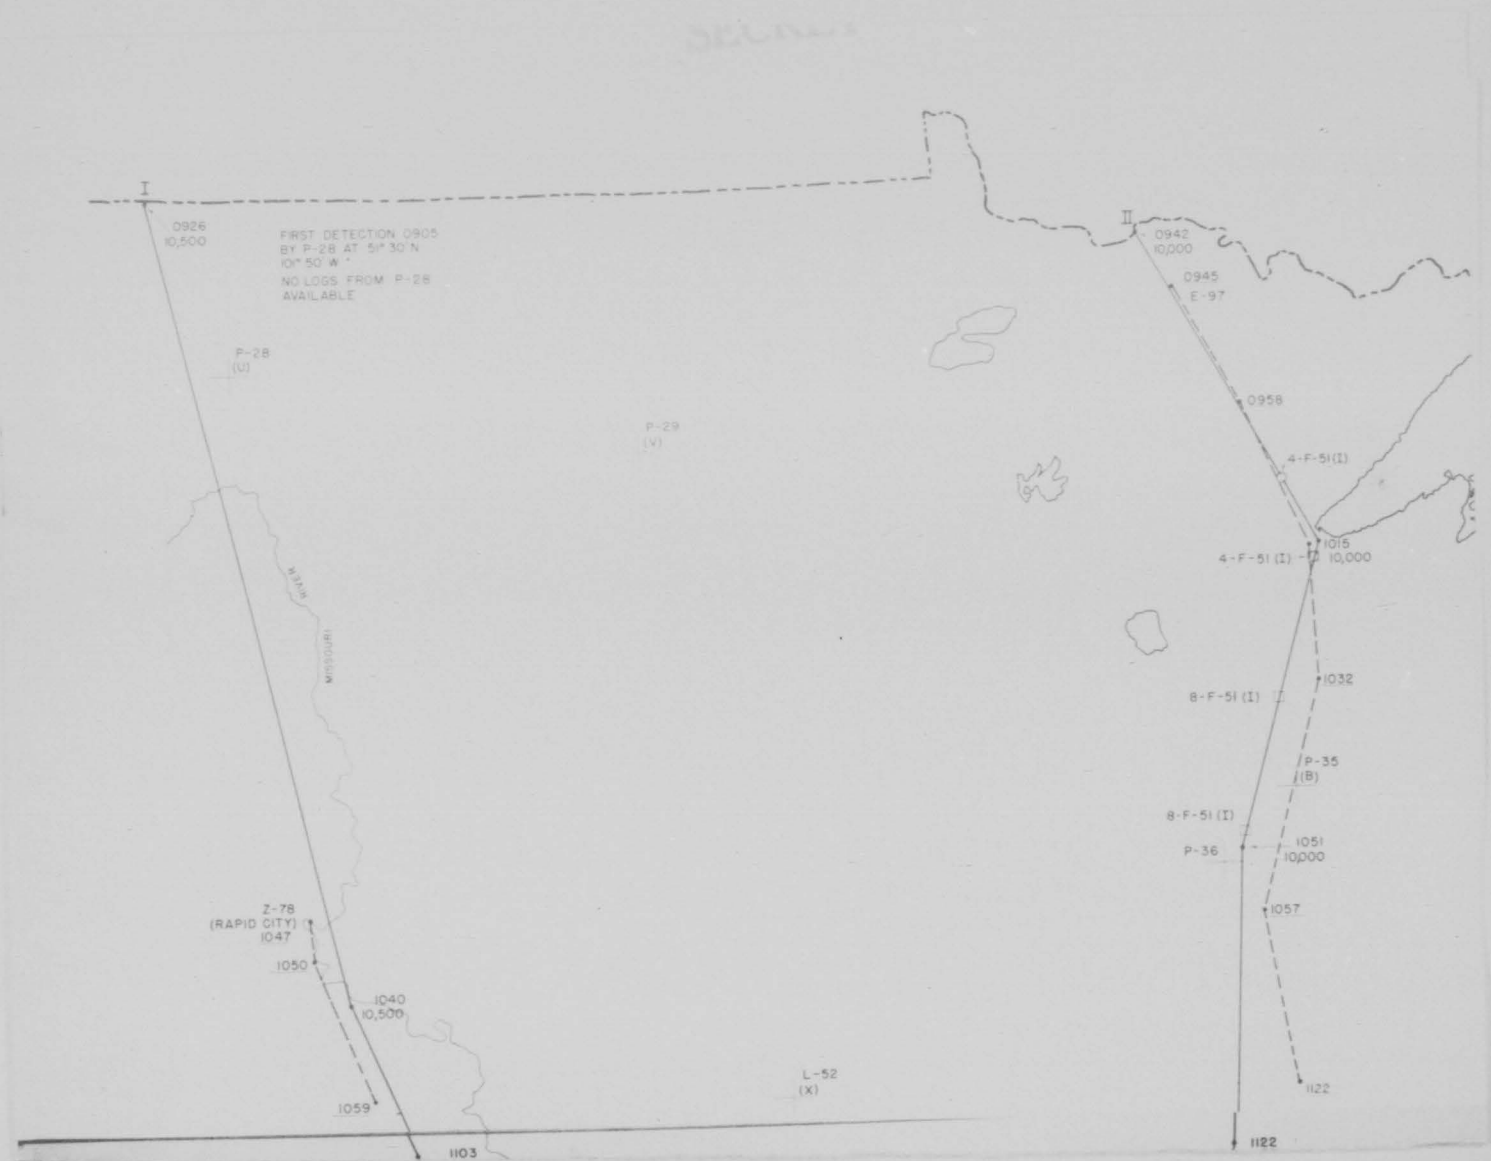 I
0926
10,500
FIRST DETECTION 0905
BY P-28 AT 51° 30' N
101° 50' W
NO LOGS FROM P-28
AVAILABLE
II
0942
10,000
0945
E-97
P-28
(U)
0958
P-29
(V)
4-F-51(I)
1015
10,000
4-F-51 (I)
RIVER
MISSOURI
1032
8-F-51 (I)
P-35
(B)
8-F-51 (I)
1051
10,000
P-36
Z-78
(RAPID CITY)
1047
1057
1050
1040
10,500
L-52
(X)
1122
1059
1103
1122